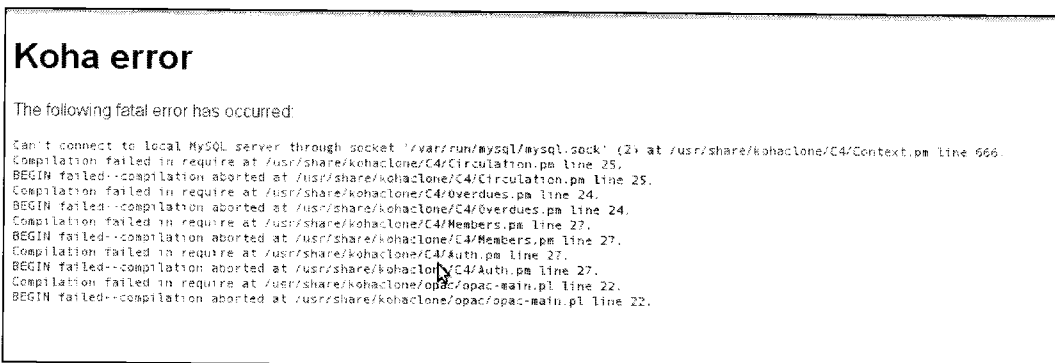 Koha error
The following fatal error has occurred:
Can't connect to local MySQL server through socket '/var/run/mysql/mysql.sock' (2) at /usr/share/kohaclone/C4/Context.pm line 666.
Compilation failed in require at /usr/share/kohaclone/C4/Circulation.pm line 25.
BEGIN failed--compilation aborted at /usr/share/kohaclone/C4/Circulation.pm line 25.
Compilation failed in require at /usr/share/kohaclone/C4/Overdues.pm line 24.
BEGIN failed--compilation aborted at /usr/share/kohaclone/C4/Overdues.pm line 24.
Compilation failed in require at /usr/share/kohaclone/C4/Members.pm line 27.
BEGIN failed--compilation aborted at /usr/share/kohaclone/C4/Members.pm line 27.
Compilation failed in require at /usr/share/kohaclone/C4/Auth.pm line 27.
BEGIN failed--compilation aborted at /usr/share/kohaclone/C4/Auth.pm line 27.
Compilation failed in require at /usr/share/kohaclone/opac/opac-main.pl line 22.
BEGIN failed--compilation aborted at /usr/share/kohaclone/opac/opac-main.pl line 22.